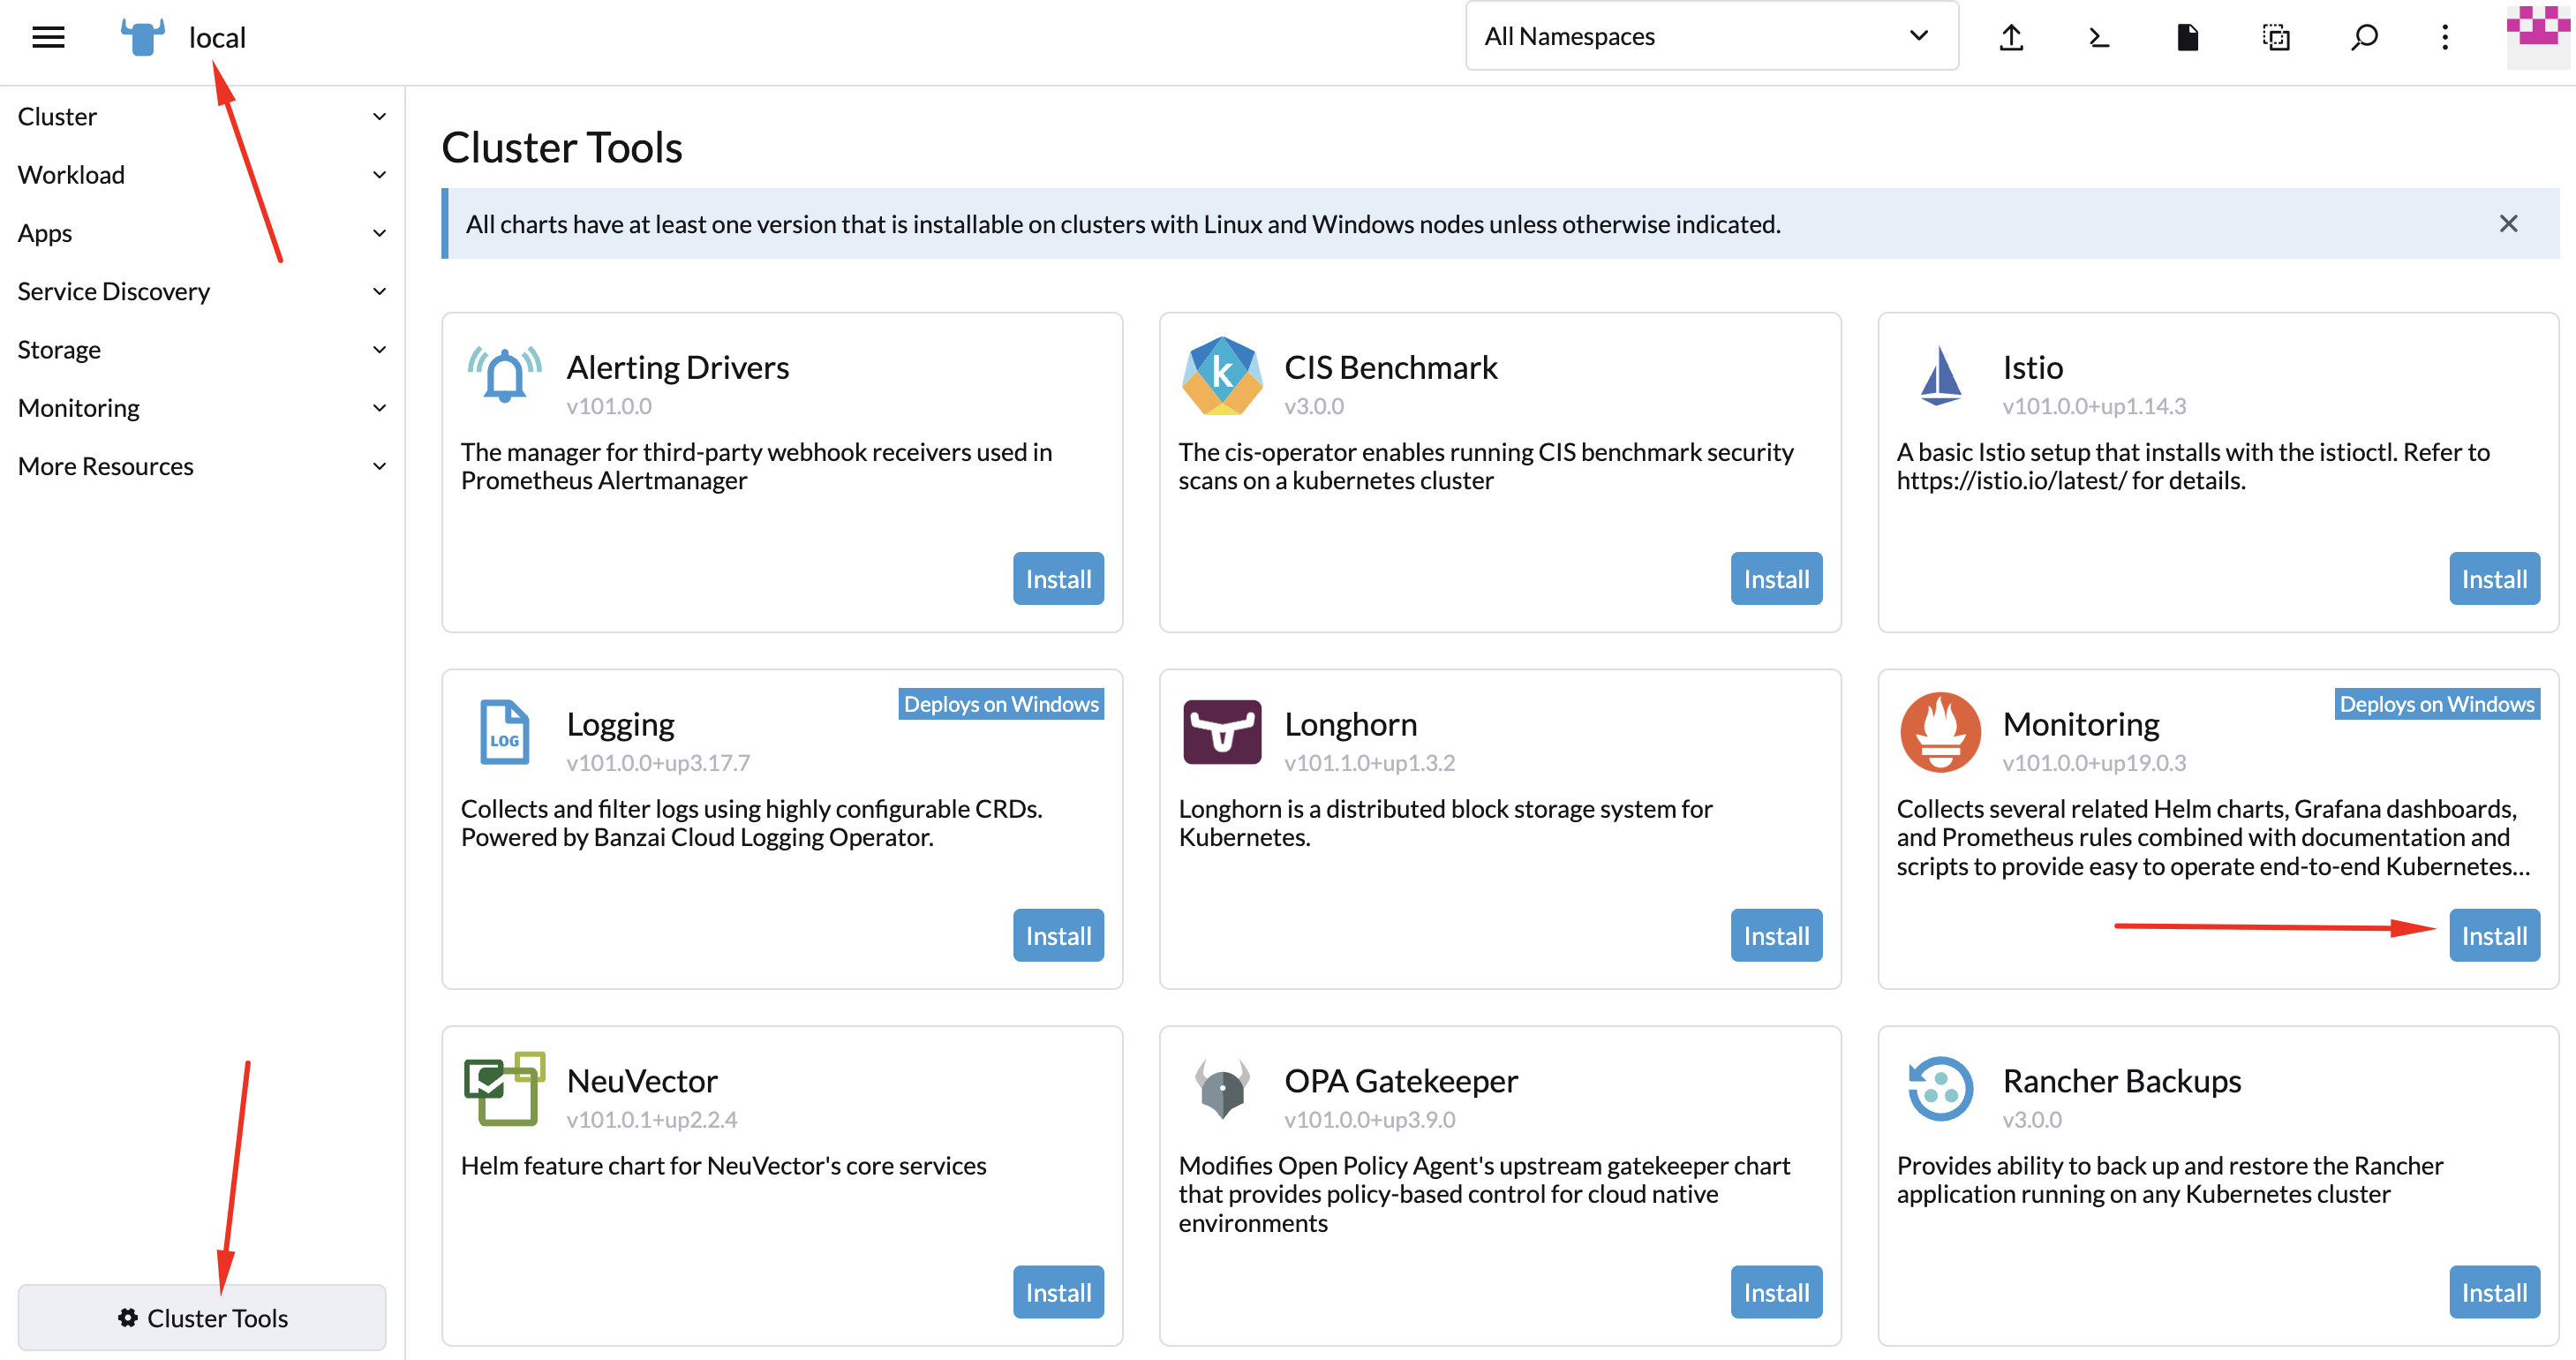 local
All Namespaces
Cluster
Workload
Apps
Service Discovery
Storage
Monitoring
More Resources
Cluster Tools
Cluster Tools
All charts have at least one version that is installable on clusters with Linux and Windows nodes unless otherwise indicated.
Alerting Drivers
v101.0.0
The manager for third-party webhook receivers used in
Prometheus Alertmanager
Install
k
CIS Benchmark
v3.0.0
The cis-operator enables running CIS benchmark security
scans on a kubernetes cluster
Install
Istio
v101.0.0+up1.14.3
A basic Istio setup that installs with the istioctl. Refer to
https://istio.io/latest/ for details.
Install
Deploys on Windows
LOG
Logging
v101.0.0+up3.17.7
Collects and filter logs using highly configurable CRDs.
Powered by Banzai Cloud Logging Operator.
Install
Longhorn
v101.1.0+up1.3.2
Longhorn is a distributed block storage system for
Kubernetes.
Install
Deploys on Windows
Monitoring
v101.0.0+up19.0.3
Collects several related Helm charts, Grafana dashboards,
and Prometheus rules combined with documentation and
scripts to provide easy to operate end-to-end Kubernetes...
Install
NeuVector
v101.0.1+up2.2.4
Helm feature chart for NeuVector's core services
Install
OPA Gatekeeper
v101.0.0+up3.9.0
Modifies Open Policy Agent's upstream gatekeeper chart
that provides policy-based control for cloud native
environments
Install
Rancher Backups
v3.0.0
Provides ability to back up and restore the Rancher
application running on any Kubernetes cluster
Install